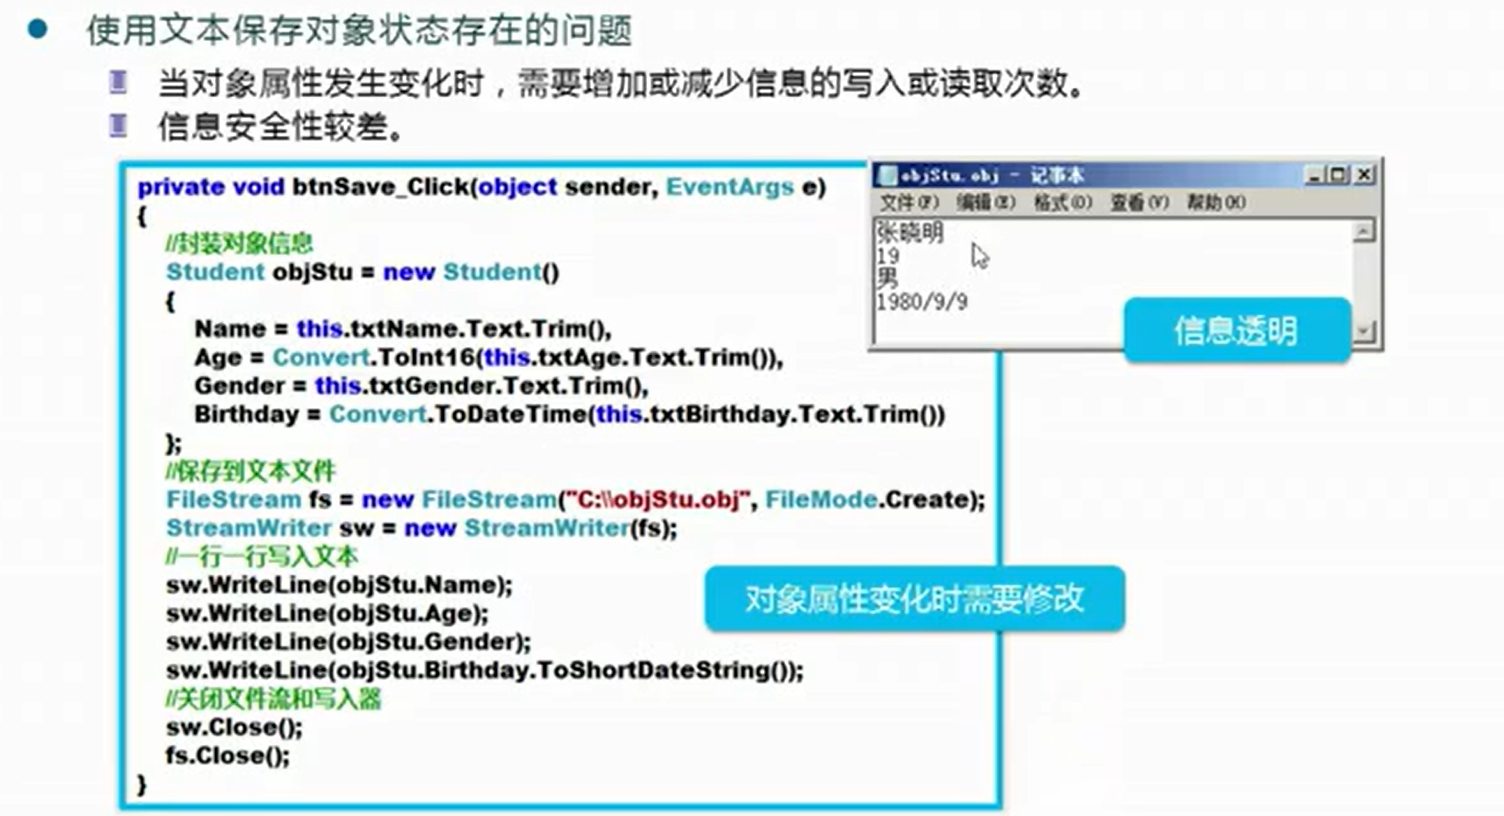 使用文本保存对象状态存在的问题
当对象属性发生变化时，需要增加或减少信息的写入或读取次数。
信息安全性较差。
private void btnSave_Click(object sender, EventArgs e)
{
//封装对象信息
Student objStu = new Student()
{
Name = this.txtName.Text.Trim(),
Age = Convert.ToInt16(this.txtAge.Text.Trim()),
Gender = this.txtGender.Text.Trim(),
Birthday = Convert.ToDateTime(this.txtBirthday.Text.Trim())
};
//保存到文本文件
FileStream fs = new FileStream("C:\\objStu.obj", FileMode.Create);
StreamWriter sw = new StreamWriter(fs);
//一行一行写入文本
sw.WriteLine(objStu.Name);
sw.WriteLine(objStu.Age);
sw.WriteLine(objStu.Gender);
sw.WriteLine(objStu.Birthday.ToShortDateString());
//关闭文件流和写入器
sw.Close();
fs.Close();
}
objStu.obj - 记事本
文件(F) 编辑(E) 格式(O) 查看(V) 帮助(H)
张晓明
19
男
1980/9/9
信息透明
对象属性变化时需要修改